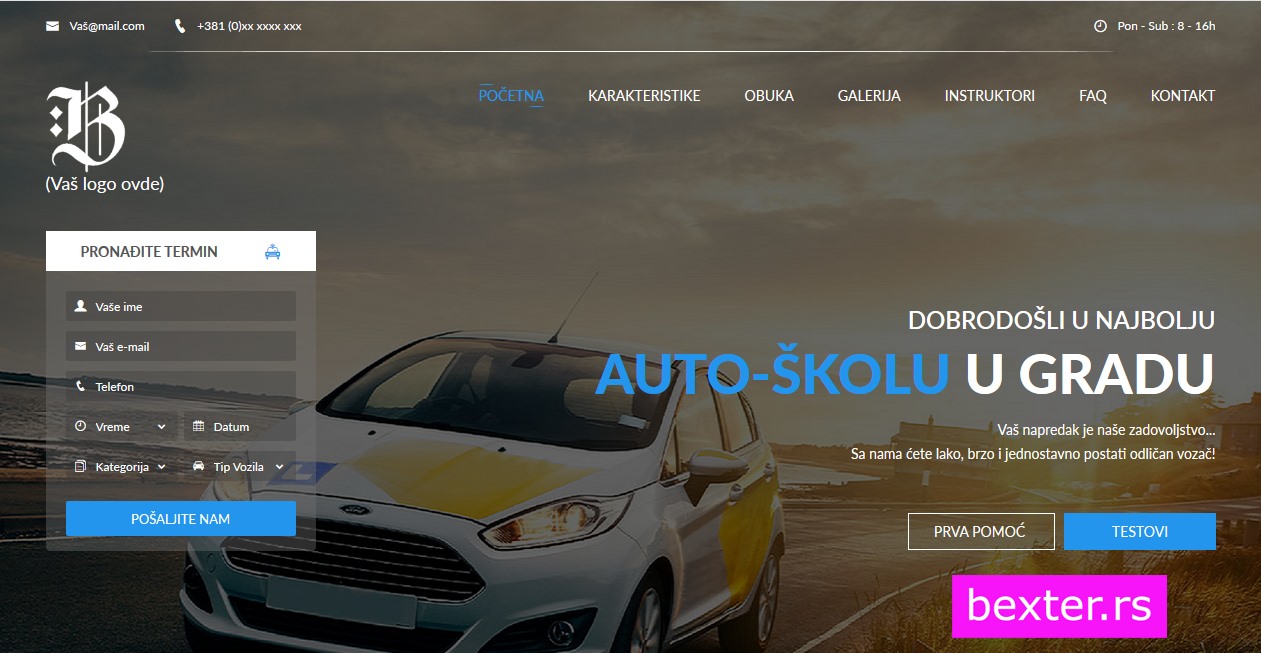 Vaš@mail.com +381 (0)xx xxxx xxx Pon - Sub : 8 - 16h
POČETNA KARAKTERISTIKE OBUKA GALERIJA INSTRUKTORI FAQ KONTAKT
B
(Vaš logo ovde)
PRONAĐITE TERMIN
Vaše ime
Vaš e-mail
Telefon
Vreme Datum
Kategorija Tip Vozila
POŠALJITE NAM
DOBRODOŠLI U NAJBOLJU
AUTO-ŠKOLU U GRADU
Vaš napredak je naše zadovoljstvo...
Sa nama ćete lako, brzo i jednostavno postati odličan vozač!
PRVA POMOĆ TESTOVI
L
Ford
bexter.rs